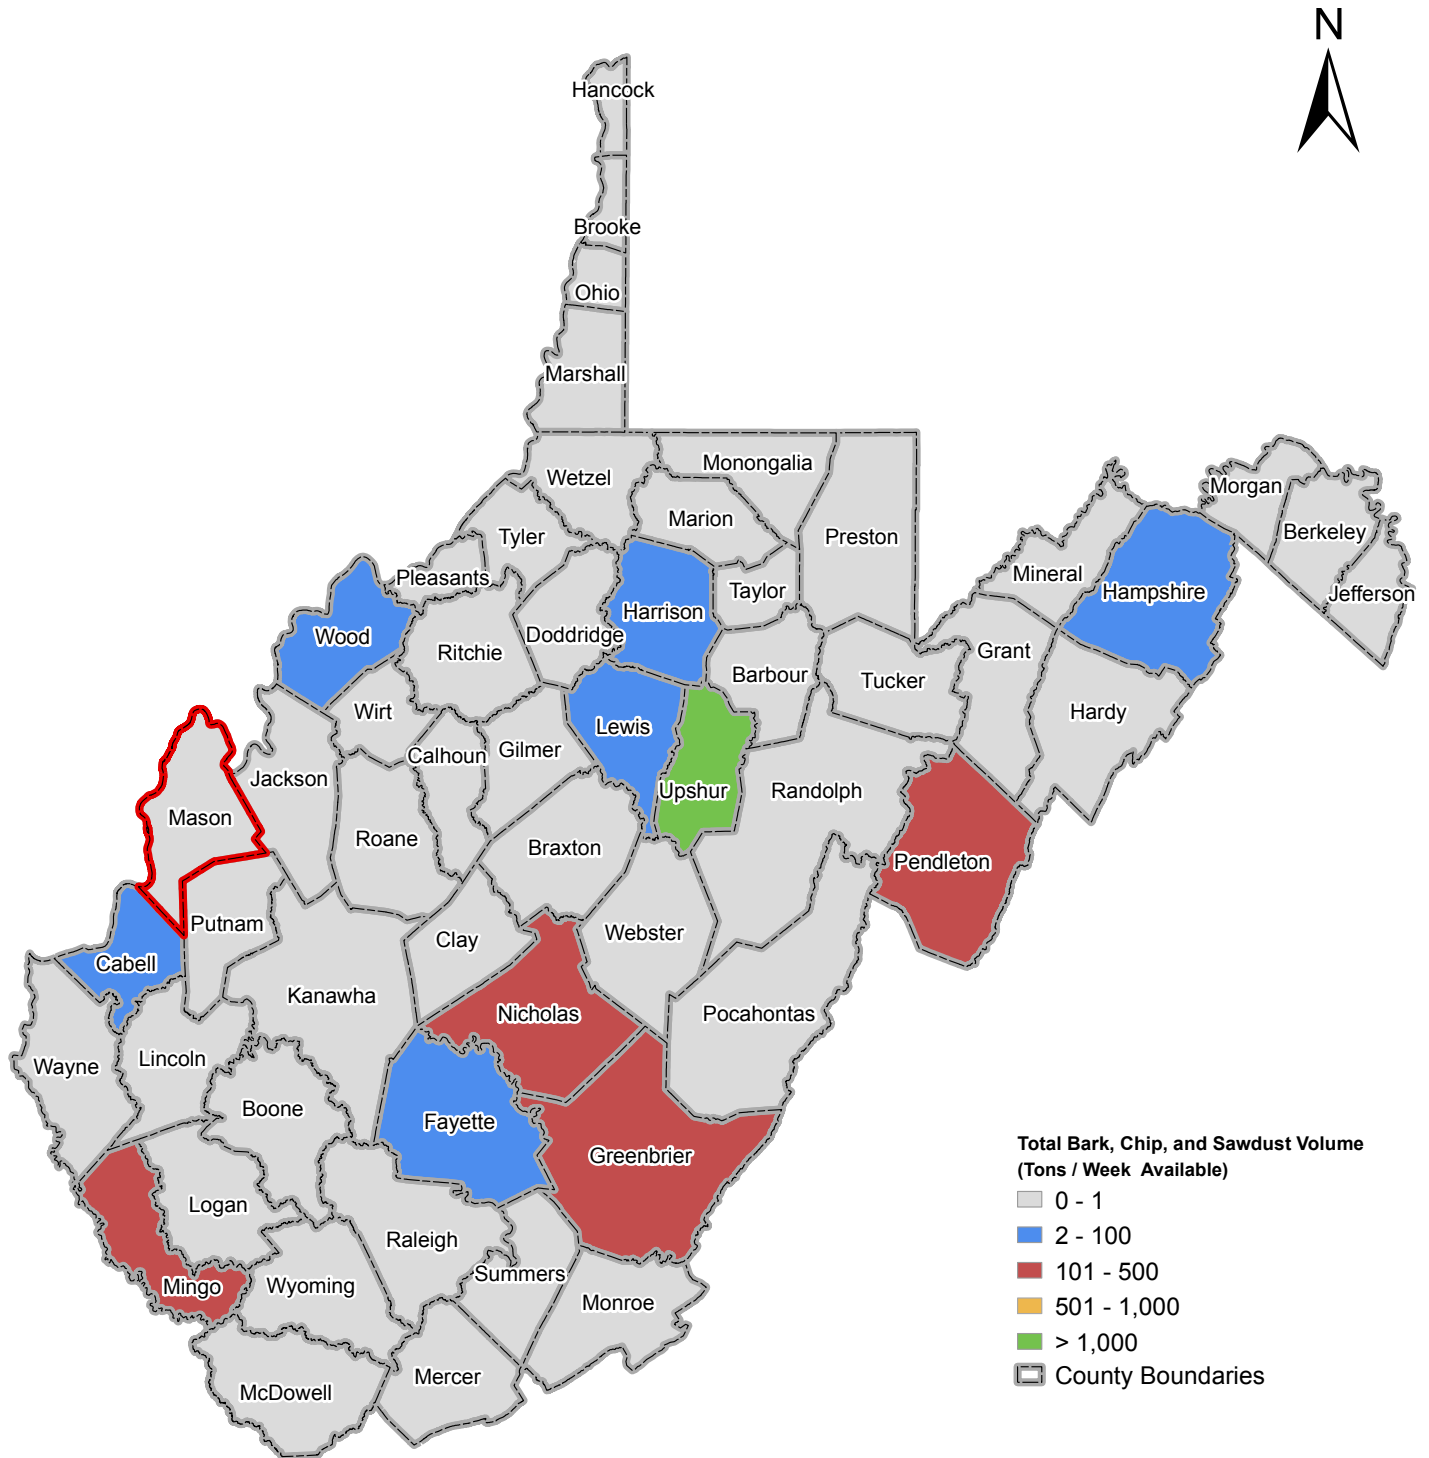 N
Hancock
Brooke
Ohio
Marshall
Wetzel
Monongalia
Marion
Preston
Tyler
Pleasants
Taylor
Morgan
Berkeley
Jefferson
Mineral
Hampshire
Wood
Ritchie
Doddridge
Harrison
Barbour
Tucker
Grant
Hardy
Wirt
Lewis
Calhoun
Gilmer
Jackson
Upshur
Randolph
Mason
Roane
Braxton
Pendleton
Putnam
Clay
Webster
Cabell
Kanawha
Nicholas
Pocahontas
Wayne
Lincoln
Boone
Fayette
Greenbrier
Logan
Raleigh
Summers
Mingo
Wyoming
Monroe
McDowell
Mercer
Total Bark, Chip, and Sawdust Volume
(Tons / Week Available)
0 - 1
2 - 100
101 - 500
501 - 1,000
> 1,000
County Boundaries